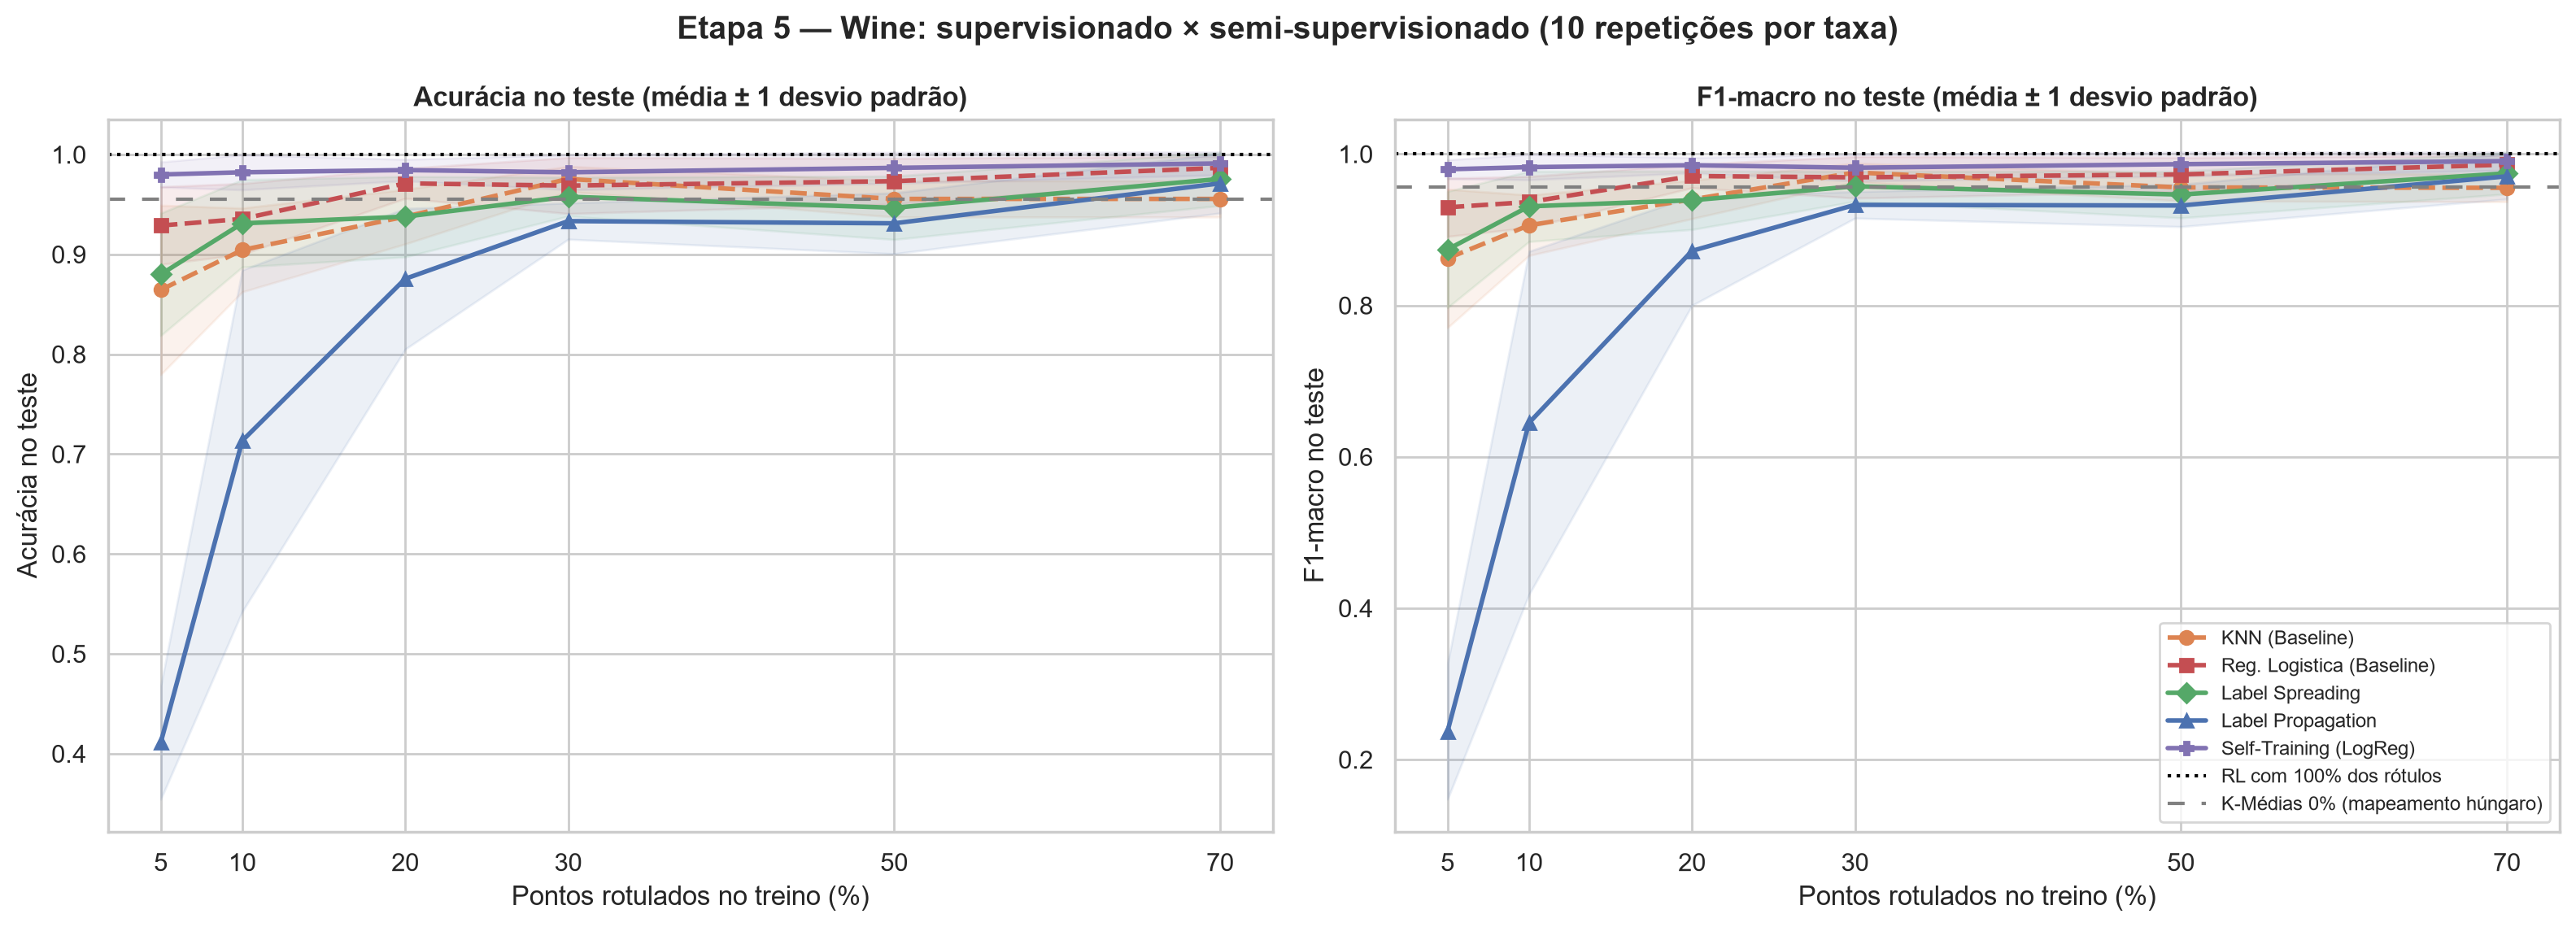 Etapa 5 — Wine: supervisionado × semi-supervisionado (10 repetições por taxa)
Acurácia no teste (média ± 1 desvio padrão)
Acurácia no teste
1.0
0.9
0.8
0.7
0.6
0.5
0.4
5 10 20 30 50 70
Pontos rotulados no treino (%)
F1-macro no teste (média ± 1 desvio padrão)
F1-macro no teste
1.0
0.8
0.6
0.4
0.2
5 10 20 30 50 70
Pontos rotulados no treino (%)
KNN (Baseline)
Reg. Logistica (Baseline)
Label Spreading
Label Propagation
Self-Training (LogReg)
RL com 100% dos rótulos
K-Médias 0% (mapeamento húngaro)